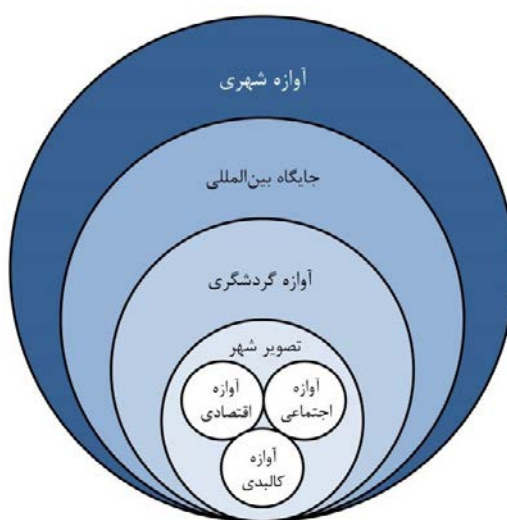 آوازه شهری
جایگاه بین‌المللی
آوازه گردشگری
تصویر شهر
آوازه
اجتماعی
آوازه
اقتصادی
آوازه
کالبدی